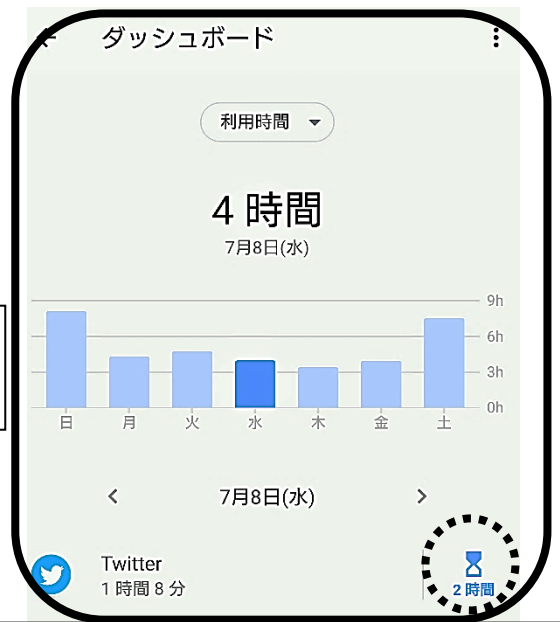 ダッシュボード
利用時間
4 時間
7月8日(水)
9h
6h
3h
0h
日 月 火 水 木 金 土
7月8日(水)
Twitter
1 時間 8 分
2 時間